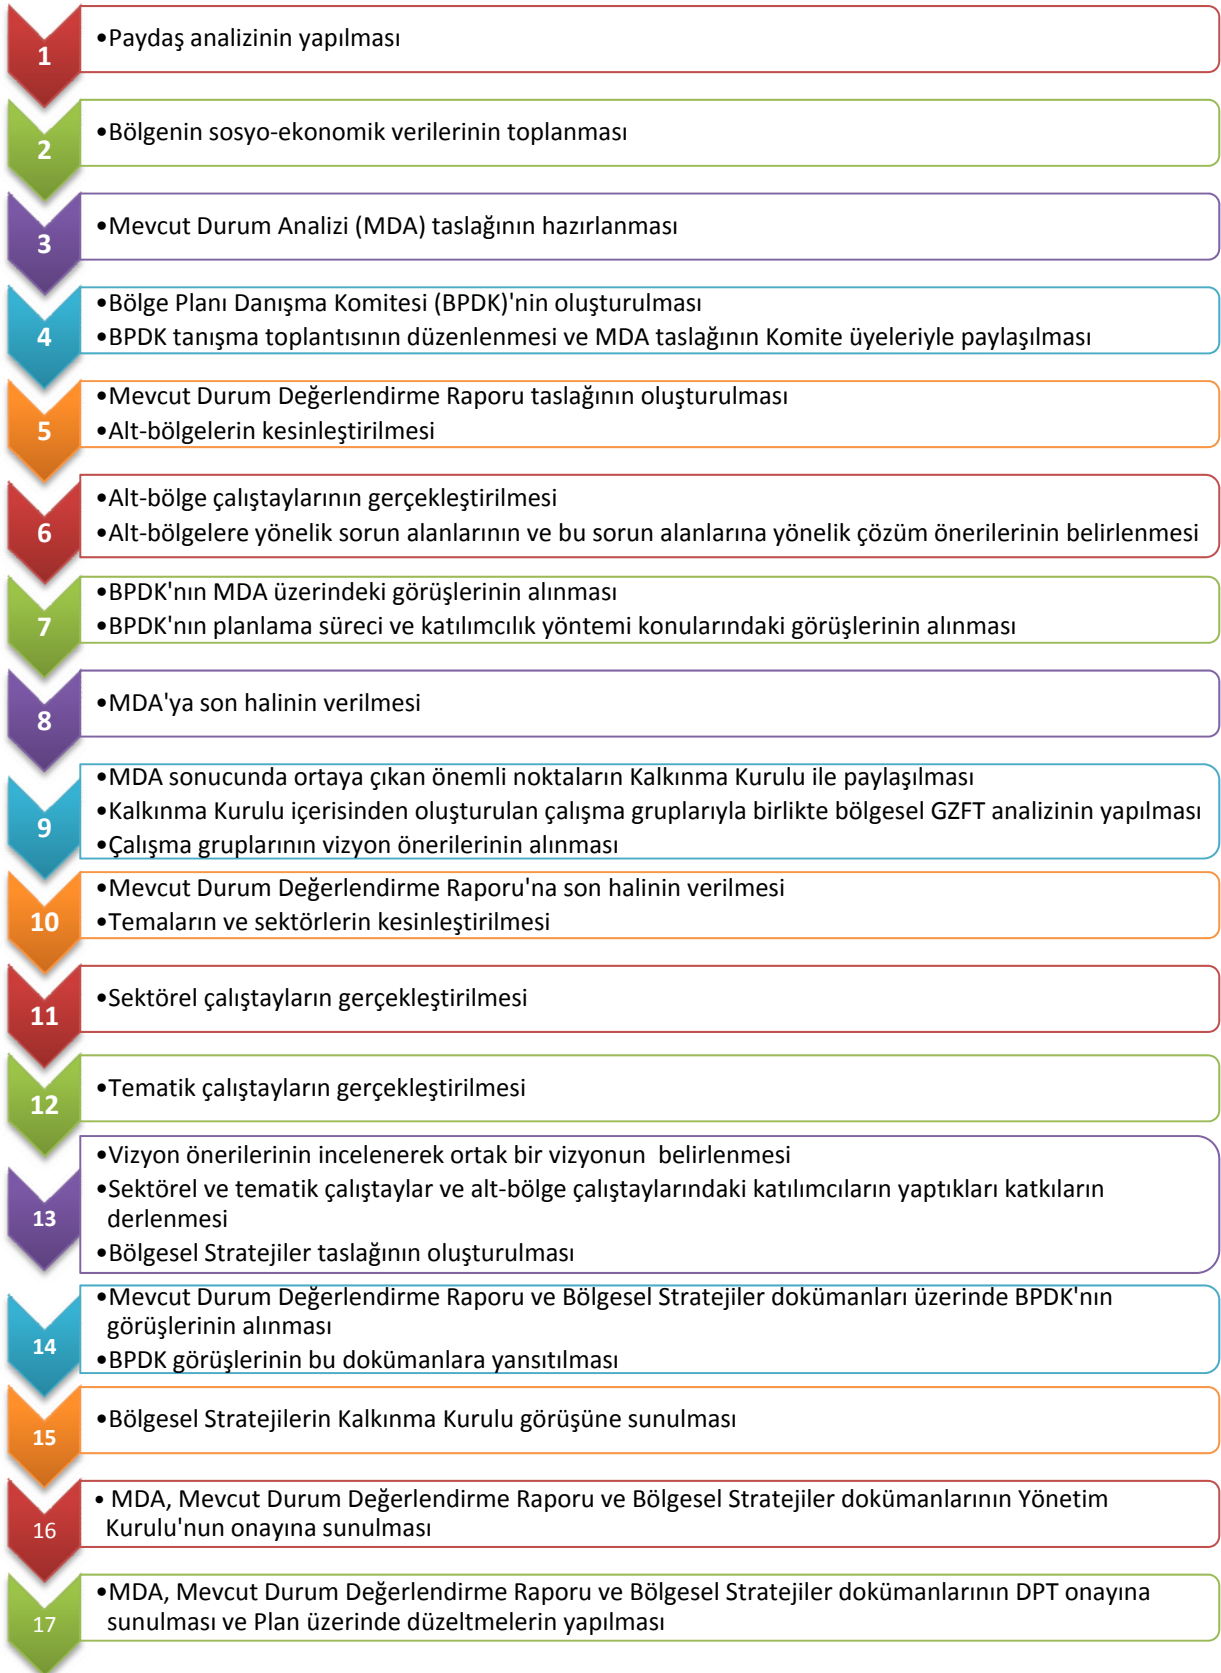 1
•Paydaş analizinin yapılması
2
•Bölgenin sosyo-ekonomik verilerinin toplanması
3
•Mevcut Durum Analizi (MDA) taslağının hazırlanması
4
•Bölge Planı Danışma Komitesi (BPDK)'nin oluşturulması
•BPDK tanışma toplantısının düzenlenmesi ve MDA taslağının Komite üyeleriyle paylaşılması
5
•Mevcut Durum Değerlendirme Raporu taslağının oluşturulması
•Alt-bölgelerin kesinleştirilmesi
6
•Alt-bölge çalıştaylarının gerçekleştirilmesi
•Alt-bölgelere yönelik sorun alanlarının ve bu sorun alanlarına yönelik çözüm önerilerinin belirlenmesi
7
•BPDK'nın MDA üzerindeki görüşlerinin alınması
•BPDK'nın planlama süreci ve katılımcılık yöntemi konularındaki görüşlerinin alınması
8
•MDA'ya son halinin verilmesi
9
•MDA sonucunda ortaya çıkan önemli noktaların Kalkınma Kurulu ile paylaşılması
•Kalkınma Kurulu içerisinden oluşturulan çalışma gruplarıyla birlikte bölgesel GZFT analizinin yapılması
•Çalışma gruplarının vizyon önerilerinin alınması
10
•Mevcut Durum Değerlendirme Raporu'na son halinin verilmesi
•Temaların ve sektörlerin kesinleştirilmesi
11
•Sektörel çalıştayların gerçekleştirilmesi
12
•Tematik çalıştayların gerçekleştirilmesi
13
•Vizyon önerilerinin incelenerek ortak bir vizyonun belirlenmesi
•Sektörel ve tematik çalıştaylar ve alt-bölge çalıştaylarındaki katılımcıların yaptıkları katkıların
derlenmesi
•Bölgesel Stratejiler taslağının oluşturulması
14
•Mevcut Durum Değerlendirme Raporu ve Bölgesel Stratejiler dokümanları üzerinde BPDK'nın
görüşlerinin alınması
•BPDK görüşlerinin bu dokümanlara yansıtılması
15
•Bölgesel Stratejilerin Kalkınma Kurulu görüşüne sunulması
16
• MDA, Mevcut Durum Değerlendirme Raporu ve Bölgesel Stratejiler dokümanlarının Yönetim
Kurulu'nun onayına sunulması
17
•MDA, Mevcut Durum Değerlendirme Raporu ve Bölgesel Stratejiler dokümanlarının DPT onayına
sunulması ve Plan üzerinde düzeltmelerin yapılması